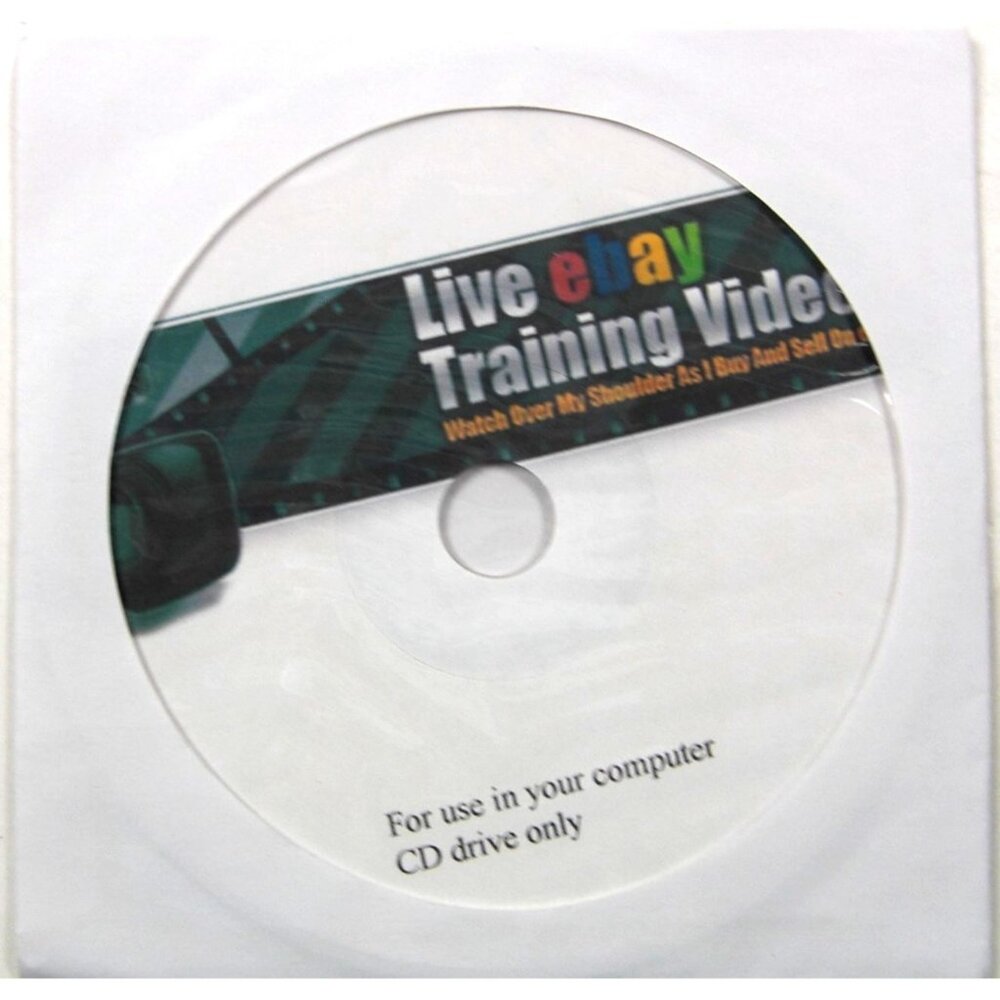 Live ebay
Training Video
Watch Over My Shoulder As I Buy And Sell On
For use in your computer
CD drive only